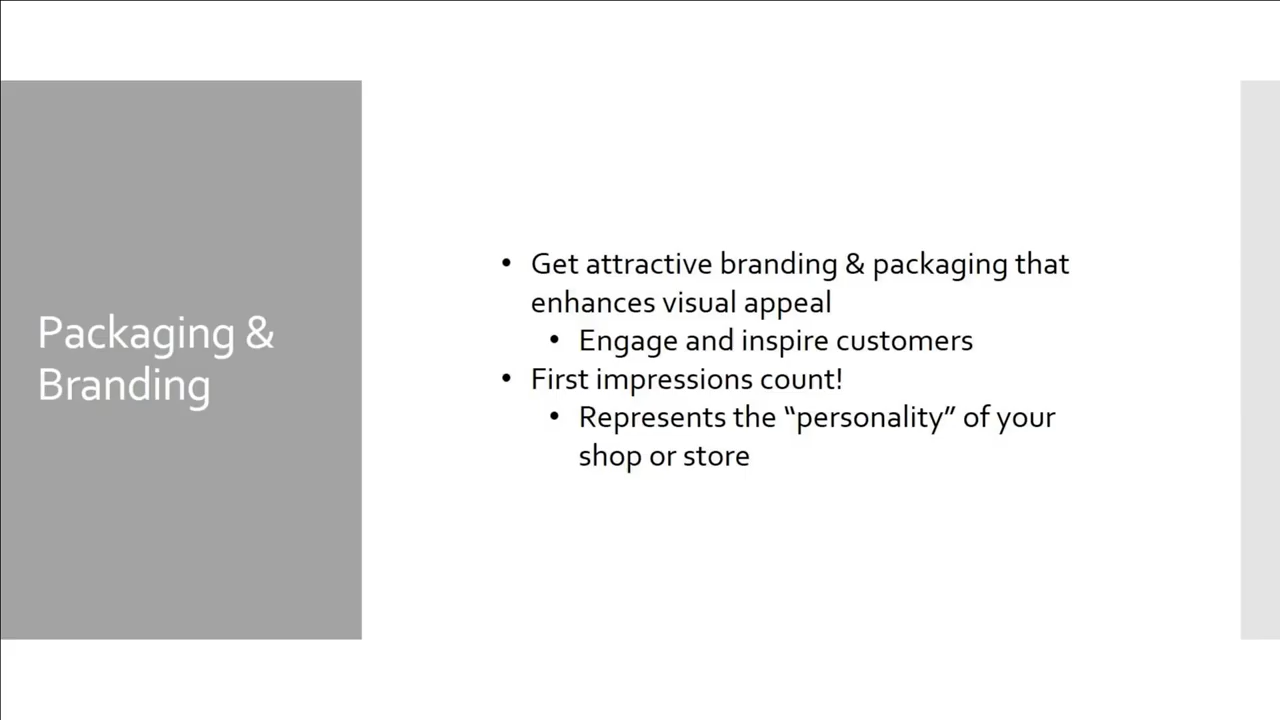 Packaging &
Branding
• Get attractive branding & packaging that
enhances visual appeal
• Engage and inspire customers
• First impressions count!
• Represents the “personality” of your
shop or store